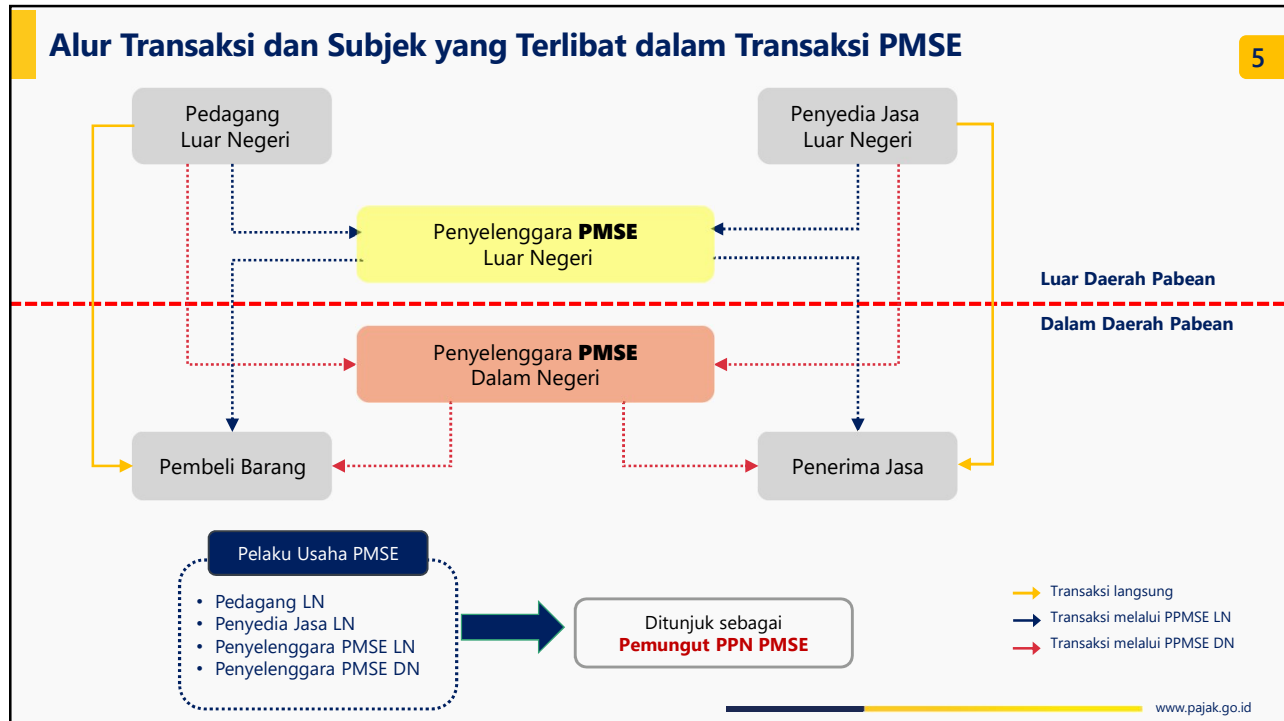 Alur Transaksi dan Subjek yang Terlibat dalam Transaksi PMSE
5
Pedagang
Luar Negeri
Penyedia Jasa
Luar Negeri
Penyelenggara PMSE
Luar Negeri
Luar Daerah Pabean
Dalam Daerah Pabean
Penyelenggara PMSE
Dalam Negeri
Pembeli Barang
Penerima Jasa
Pelaku Usaha PMSE
• Pedagang LN
• Penyedia Jasa LN
• Penyelenggara PMSE LN
• Penyelenggara PMSE DN
Ditunjuk sebagai
Pemungut PPN PMSE
Transaksi langsung
Transaksi melalui PPMSE LN
Transaksi melalui PPMSE DN
www.pajak.go.id